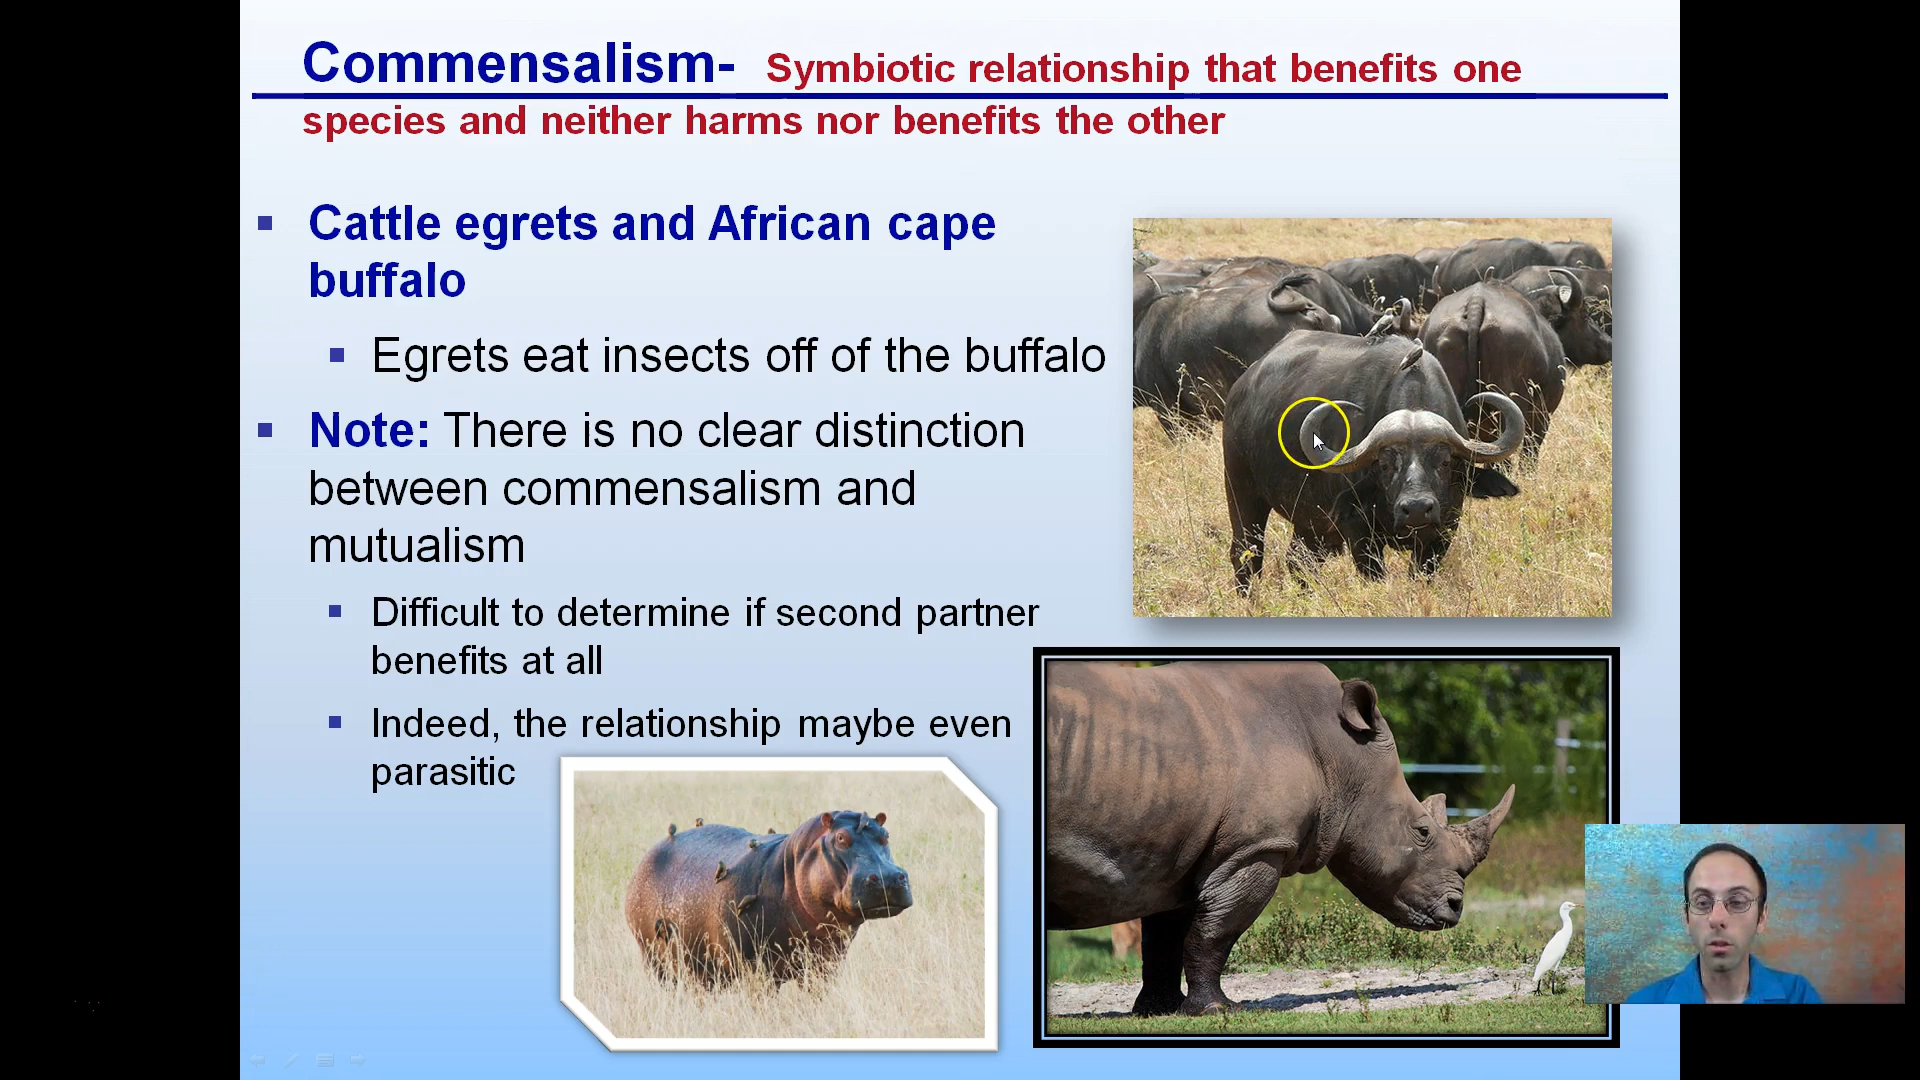 Commensalism- Symbiotic relationship that benefits one
species and neither harms nor benefits the other
Cattle egrets and African cape
buffalo
Egrets eat insects off of the buffalo
Note: There is no clear distinction
between commensalism and
mutualism
Difficult to determine if second partner
benefits at all
Indeed, the relationship maybe even
parasitic